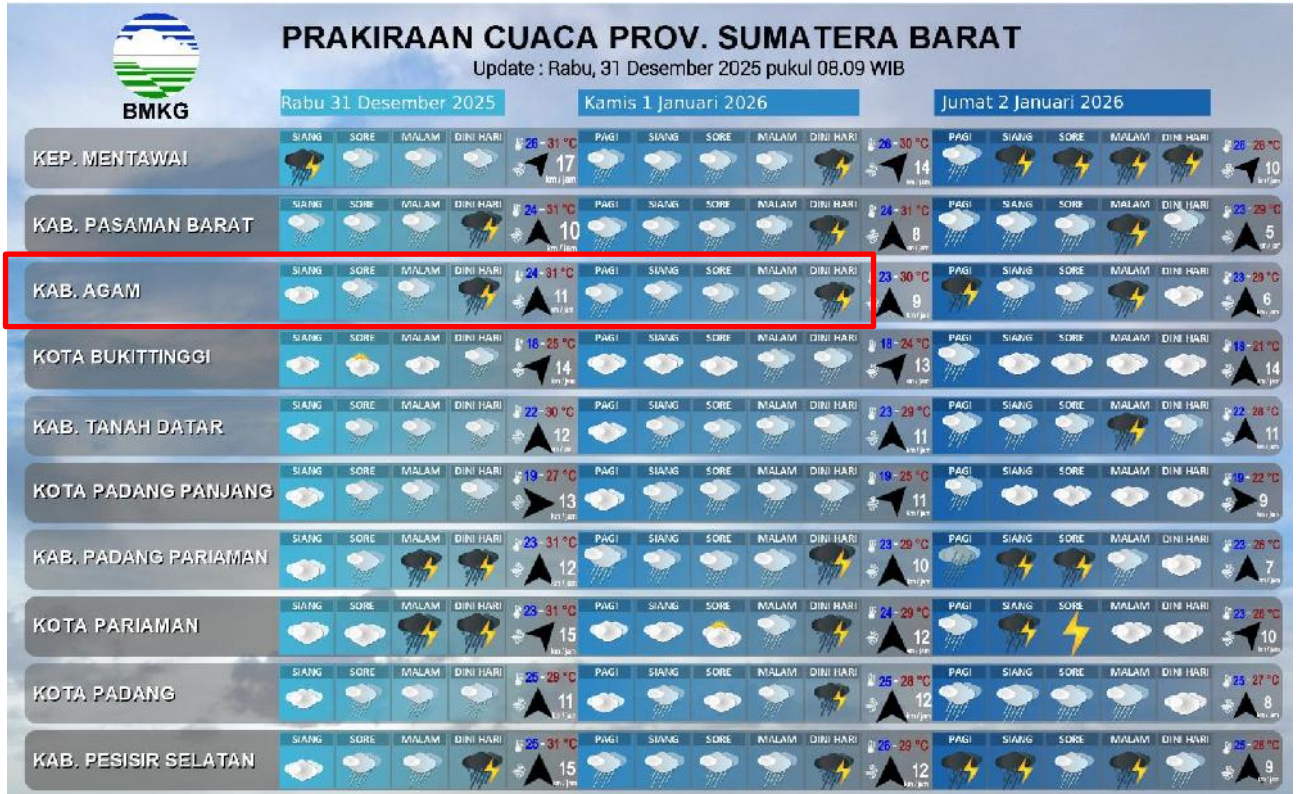 PRAKIRAAN CUACA PROV. SUMATERA BARAT
Update : Rabu, 31 Desember 2025 pukul 08.09 WIB
BMKG
Rabu 31 Desember 2025 Kamis 1 Januari 2026 Jumat 2 Januari 2026
SIANG SORE MALAM DINI HARI 26-31 °C PAGI SIANG SORE MALAM DINI HARI 26-30 °C PAGI SIANG SORE MALAM DINI HARI 26-28 °C
KEP. MENTAWAI 17 km/jam 14 km/jam 10 km/jam
SIANG SORE MALAM DINI HARI 24-31 °C PAGI SIANG SORE MALAM DINI HARI 24-31 °C PAGI SIANG SORE MALAM DINI HARI 23-29 °C
KAB. PASAMAN BARAT 10 km/jam 8 km/jam 5 km/jam
SIANG SORE MALAM DINI HARI 24-31 °C PAGI SIANG SORE MALAM DINI HARI 23-30 °C PAGI SIANG SORE MALAM DINI HARI 23-29 °C
KAB. AGAM 11 km/jam 9 km/jam 6 km/jam
SIANG SORE MALAM DINI HARI 18-25 °C PAGI SIANG SORE MALAM DINI HARI 18-24 °C PAGI SIANG SORE MALAM DINI HARI 18-21 °C
KOTA BUKITTINGGI 14 km/jam 13 km/jam 14 km/jam
SIANG SORE MALAM DINI HARI 22-30 °C PAGI SIANG SORE MALAM DINI HARI 23-29 °C PAGI SIANG SORE MALAM DINI HARI 22-28 °C
KAB. TANAH DATAR 12 km/jam 11 km/jam 11 km/jam
SIANG SORE MALAM DINI HARI 19-27 °C PAGI SIANG SORE MALAM DINI HARI 19-25 °C PAGI SIANG SORE MALAM DINI HARI 19-22 °C
KOTA PADANG PANJANG 13 km/jam 11 km/jam 9 km/jam
SIANG SORE MALAM DINI HARI 23-31 °C PAGI SIANG SORE MALAM DINI HARI 23-29 °C PAGI SIANG SORE MALAM DINI HARI 23-26 °C
KAB. PADANG PARIAMAN 12 km/jam 10 km/jam 7 km/jam
SIANG SORE MALAM DINI HARI 23-31 °C PAGI SIANG SORE MALAM DINI HARI 24-29 °C PAGI SIANG SORE MALAM DINI HARI 23-28 °C
KOTA PARIAMAN 15 km/jam 12 km/jam 10 km/jam
SIANG SORE MALAM DINI HARI 25-29 °C PAGI SIANG SORE MALAM DINI HARI 25-28 °C PAGI SIANG SORE MALAM DINI HARI 25-27 °C
KOTA PADANG 11 km/jam 12 km/jam 8 km/jam
SIANG SORE MALAM DINI HARI 25-31 °C PAGI SIANG SORE MALAM DINI HARI 26-29 °C PAGI SIANG SORE MALAM DINI HARI 25-28 °C
KAB. PESISIR SELATAN 15 km/jam 12 km/jam 9 km/jam